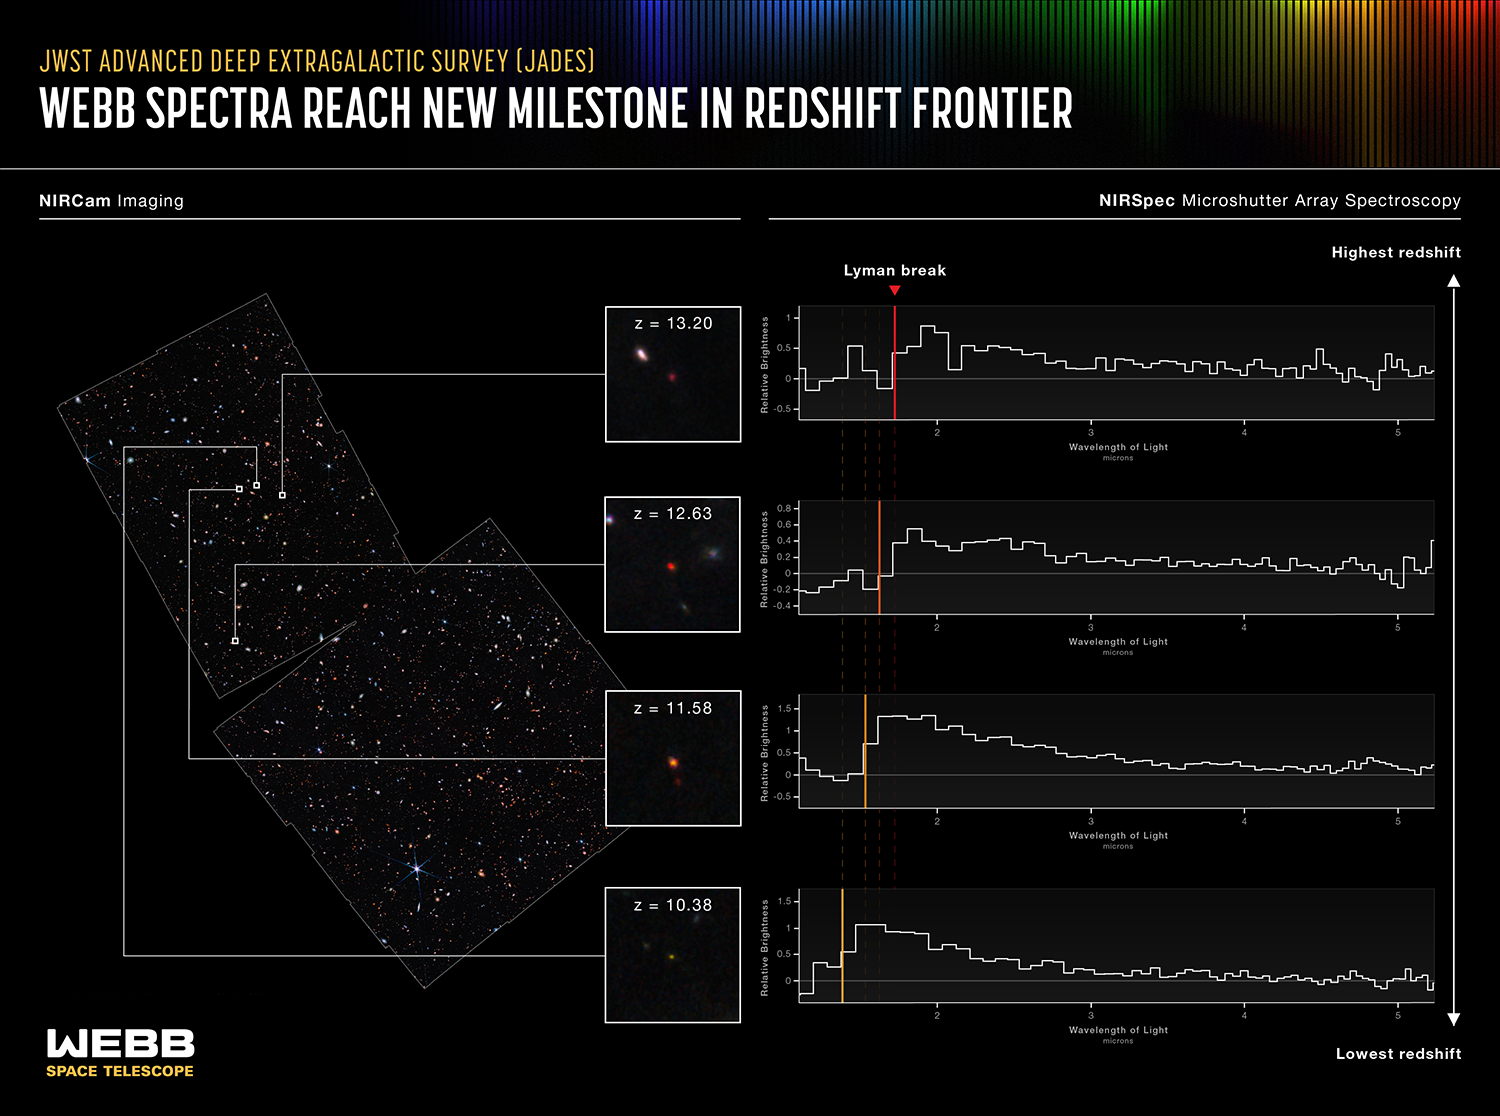 JWST ADVANCED DEEP EXTRAGALACTIC SURVEY (JADES)
WEBB SPECTRA REACH NEW MILESTONE IN REDSHIFT FRONTIER
NIRCam Imaging
NIRSpec Microshutter Array Spectroscopy
Highest redshift
Lyman break
z = 13.20
Relative Brightness
1
0.5
0
-0.5
2 3 4 5
Wavelength of Light
microns
z = 12.63
Relative Brightness
0.8
0.6
0.4
0.2
0
-0.2
-0.4
2 3 4 5
Wavelength of Light
microns
z = 11.58
Relative Brightness
1.5
1
0.5
0
-0.5
2 3 4 5
Wavelength of Light
microns
z = 10.38
Relative Brightness
1.5
1
0.5
0
2 3 4 5
Wavelength of Light
microns
Lowest redshift
WEBB
SPACE TELESCOPE